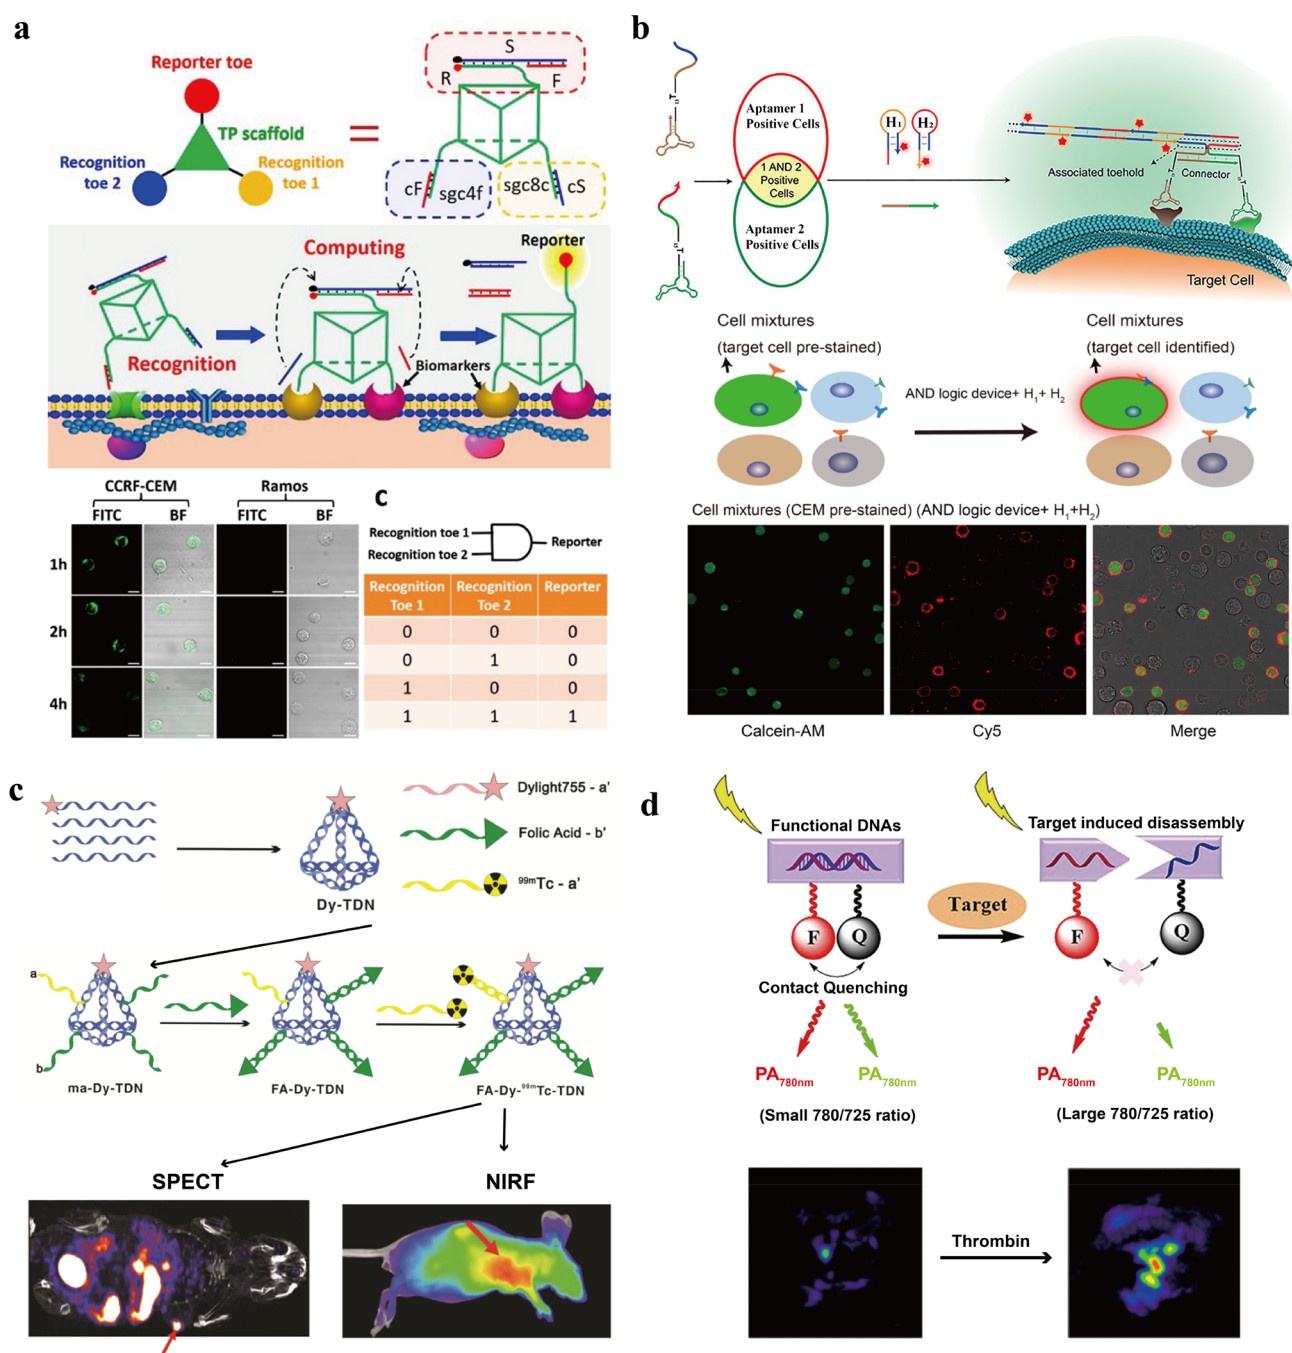 a
Reporter toe
TP scaffold
Recognition
toe 2
Recognition
toe 1
=
S
R
F
cF
sgc4f
sgc8c
cS
Computing
Reporter
Recognition
Biomarkers
CCRF-CEM
Ramos
FITC
BF
FITC
BF
1h
2h
4h
c
Recognition toe 1
Recognition toe 2
Reporter
Recognition Toe 1
Recognition Toe 2
Reporter
0 0 0
0 1 0
1 0 0
1 1 1
b
Aptamer 1
Positive Cells
1 AND 2
Positive
Cells
Aptamer 2
Positive Cells
H1
H2
Associated toehold
Connector
Target Cell
Cell mixtures
(target cell pre-stained)
AND logic device+ H1+ H2
Cell mixtures
(target cell identified)
Cell mixtures (CEM pre-stained) (AND logic device+ H1+H2)
Calcein-AM
Cy5
Merge
c
Dy-TDN
Dylight755 - a'
Folic Acid - b'
99mTc - a'
a
b
ma-Dy-TDN
FA-Dy-TDN
FA-Dy-99mTc-TDN
SPECT
NIRF
d
Functional DNAs
Target induced disassembly
Target
F
Q
F
Q
Contact Quenching
PA780nm
PA780nm
PA780nm
PA780nm
(Small 780/725 ratio)
(Large 780/725 ratio)
Thrombin